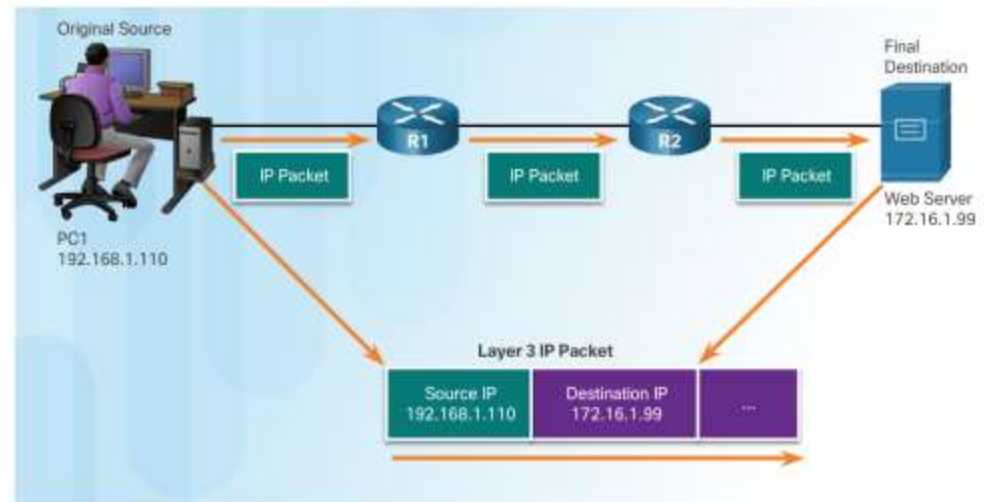 Original Source
Final
Destination
R1
R2
IP Packet
IP Packet
IP Packet
Web Server
172.16.1.99
PC1
192.168.1.110
Layer 3 IP Packet
Source IP
192.168.1.110
Destination IP
172.16.1.99
...